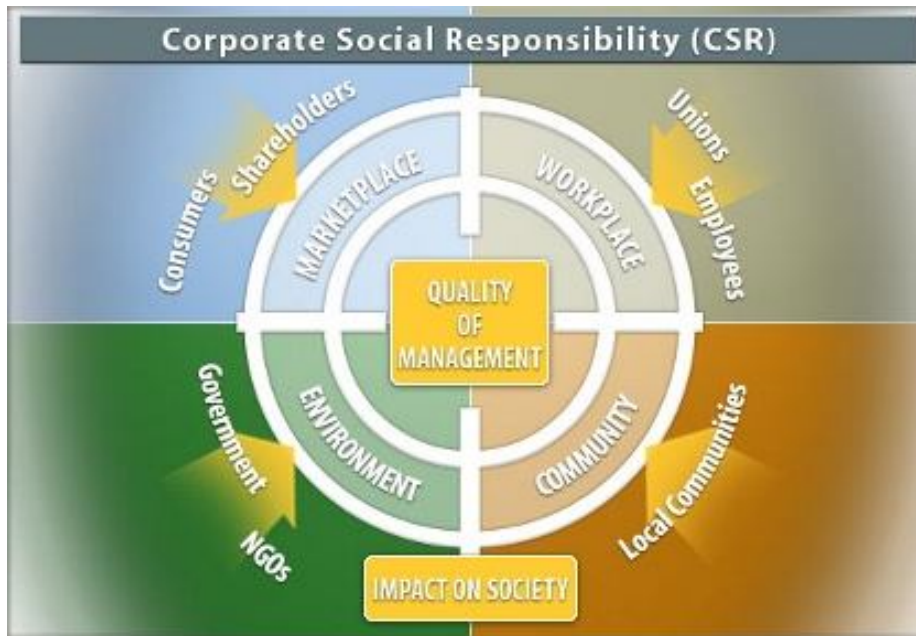 Corporate Social Responsibility (CSR)
Consumers
Shareholders
MARKETPLACE
Unions
Employees
WORKPLACE
QUALITY
OF
MANAGEMENT
Government
NGOs
ENVIRONMENT
COMMUNITY
Local Communities
IMPACT ON SOCIETY